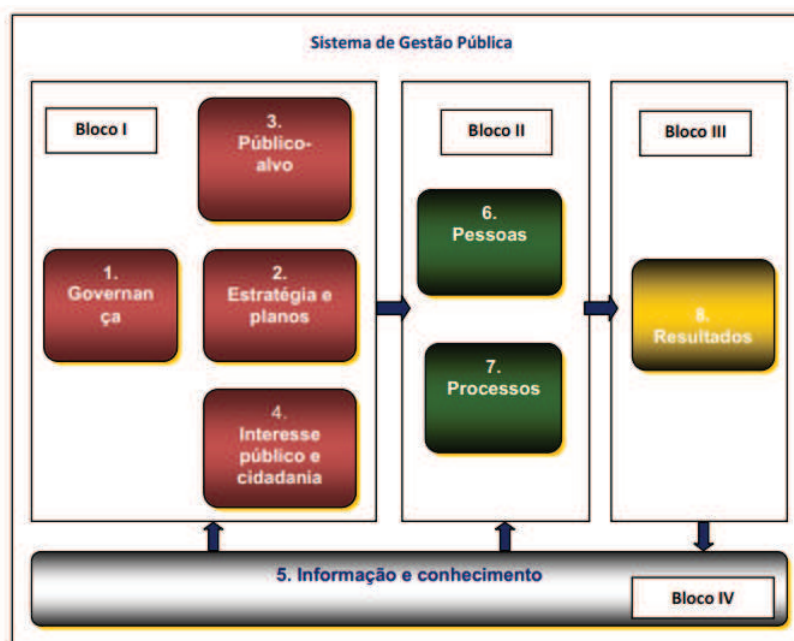 Sistema de Gestão Pública
Bloco I
3.
Público-
alvo
1.
Governan
ça
2.
Estratégia e
planos
4.
Interesse
público e
cidadania
Bloco II
6.
Pessoas
7.
Processos
Bloco III
8.
Resultados
5. Informação e conhecimento
Bloco IV